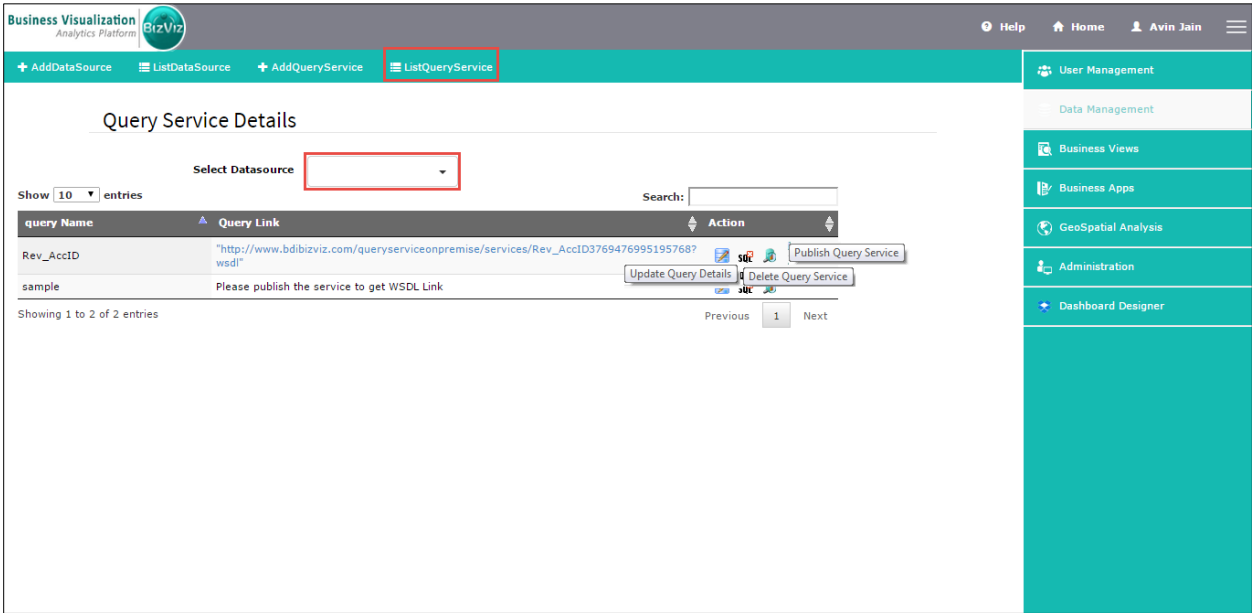 Business Visualization
Analytics Platform
BizViz
Help Home Avin Jain
AddDataSource ListDataSource AddQueryService ListQueryService
User Management
Data Management
Business Views
Business Apps
GeoSpatial Analysis
Administration
Dashboard Designer
Query Service Details
Select Datasource
Show 10 entries Search:
query Name Query Link Action
Rev_AccID "http://www.bdibizviz.com/queryserviceonpremise/services/Rev_AccID3769476995195768?
wsdl" SQL Publish Query Service
Update Query Details Delete Query Service
sample Please publish the service to get WSDL Link SQL
Showing 1 to 2 of 2 entries Previous 1 Next